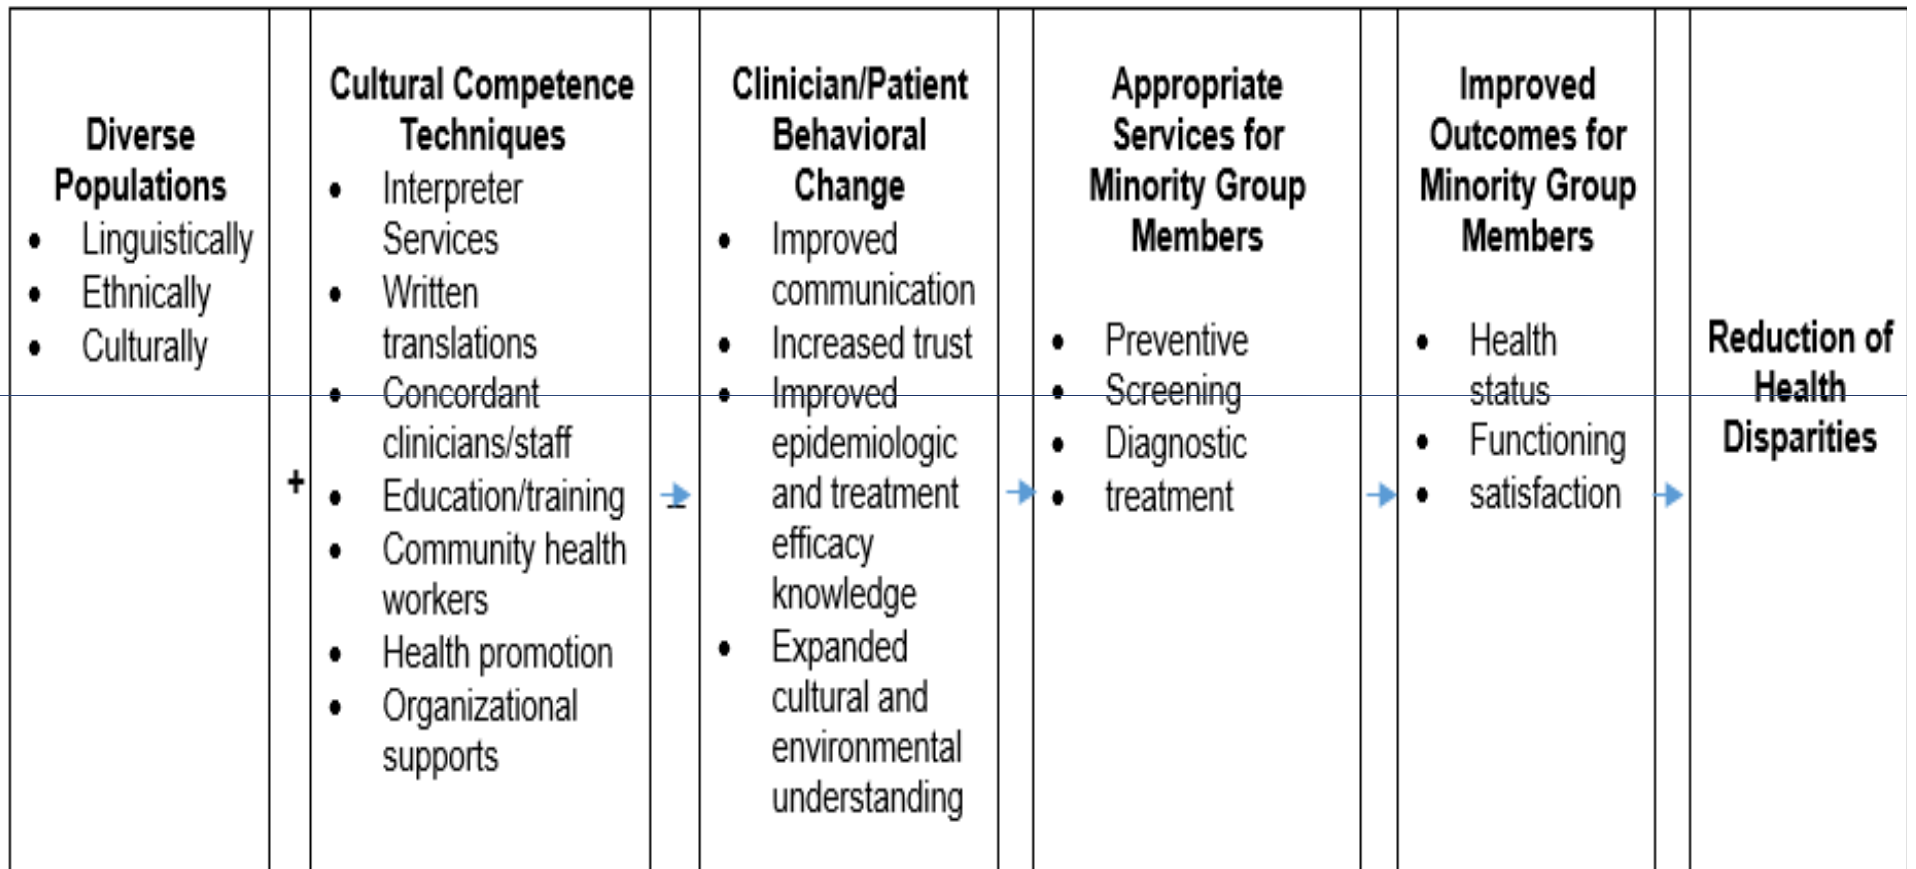 Diverse
Populations
• Linguistically
• Ethnically
• Culturally
+
Cultural Competence
Techniques
• Interpreter
Services
• Written
translations
• Concordant
clinicians/staff
• Education/training
• Community health
workers
• Health promotion
• Organizational
supports
Clinician/Patient
Behavioral
Change
• Improved
communication
• Increased trust
• Improved
epidemiologic
and treatment
efficacy
knowledge
• Expanded
cultural and
environmental
understanding
Appropriate
Services for
Minority Group
Members
• Preventive
• Screening
• Diagnostic
• treatment
Improved
Outcomes for
Minority Group
Members
• Health
status
• Functioning
• satisfaction
Reduction of
Health
Disparities